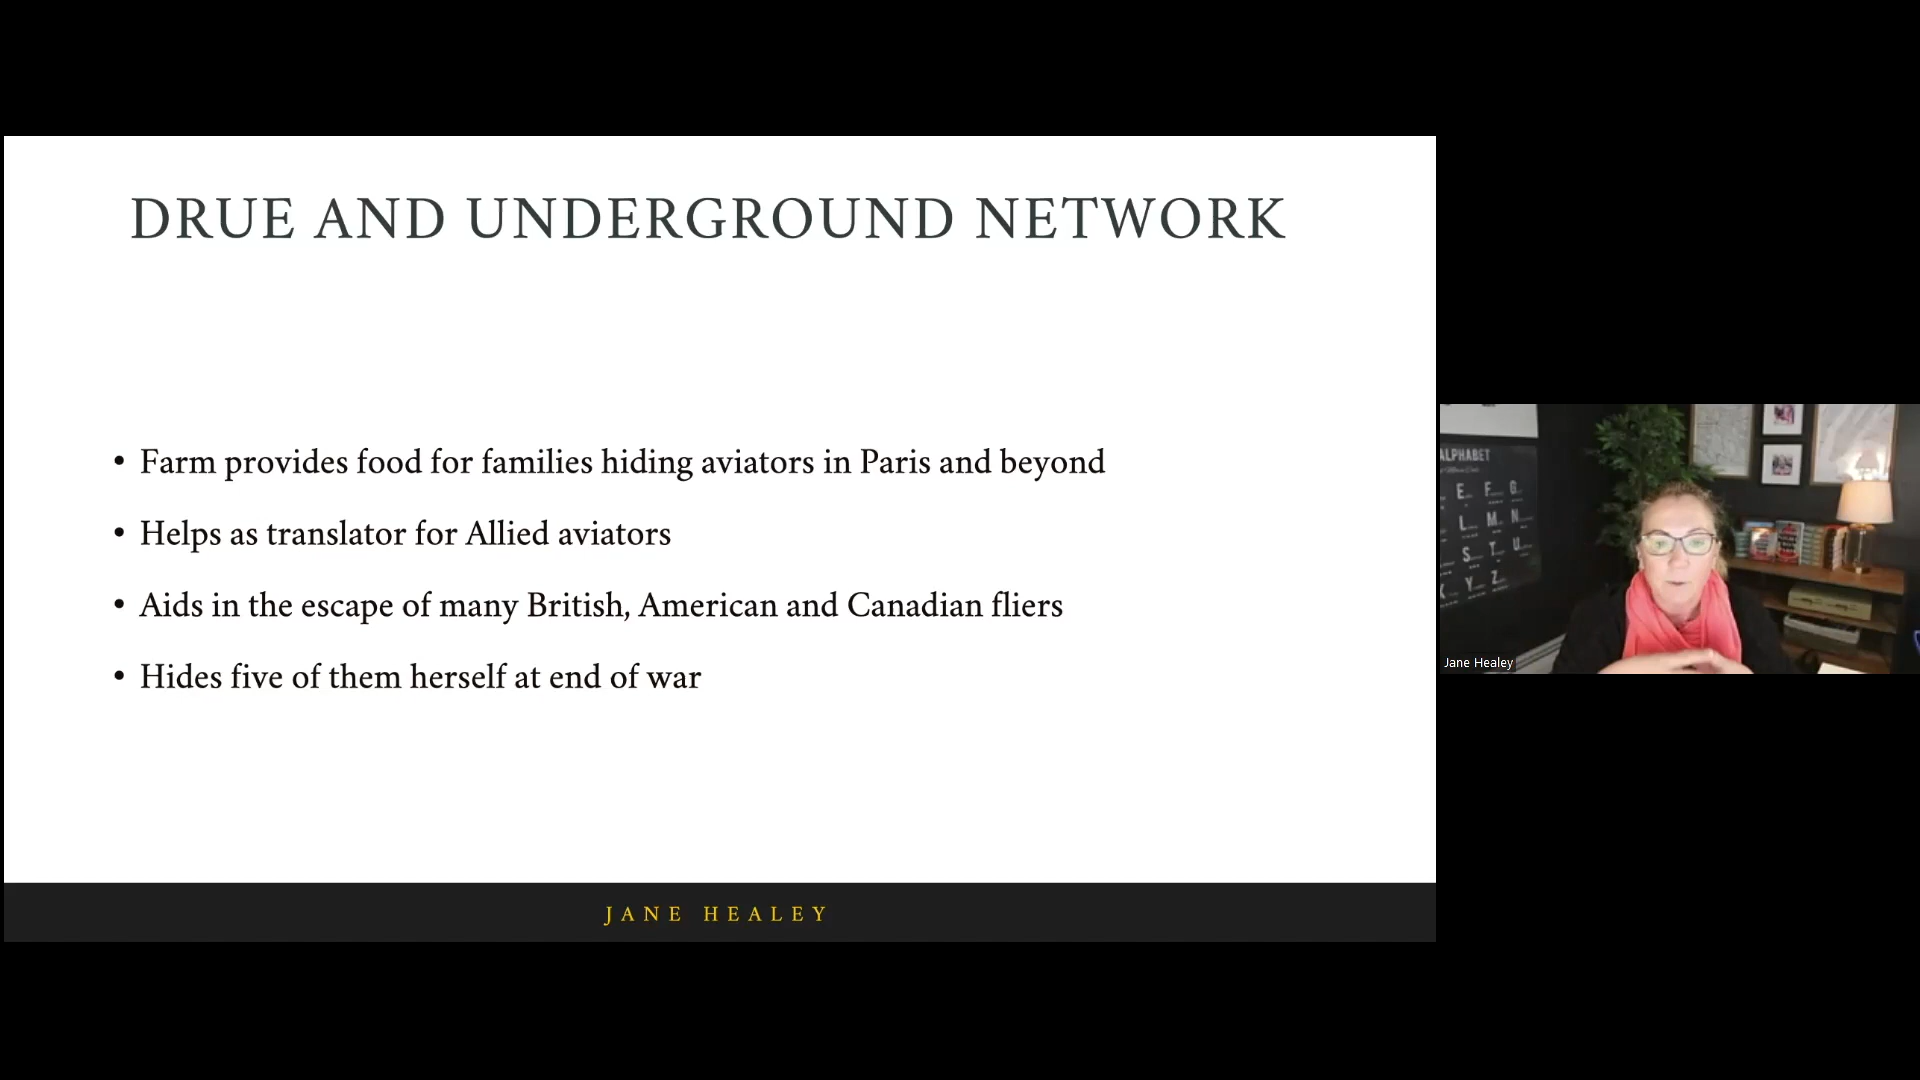 DRUE AND UNDERGROUND NETWORK
• Farm provides food for families hiding aviators in Paris and beyond
• Helps as translator for Allied aviators
• Aids in the escape of many British, American and Canadian fliers
• Hides five of them herself at end of war
JANE HEALEY
ALPHABET
E F G
L M N
S T U
Y Z
Jane Healey